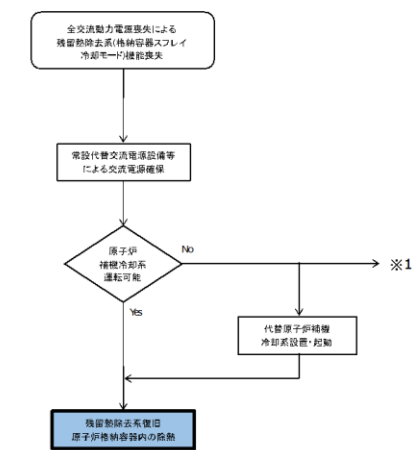 全交流動力電源喪失による
残留熱除去系(格納容器スプレイ
冷却モード)機能喪失
常設代替交流電源設備等
による交流電源確保
原子炉
補機冷却系
運転可能
No
※1
Yes
代替原子炉補機
冷却系設置・起動
残留熱除去系復旧
原子炉格納容器内の除熱